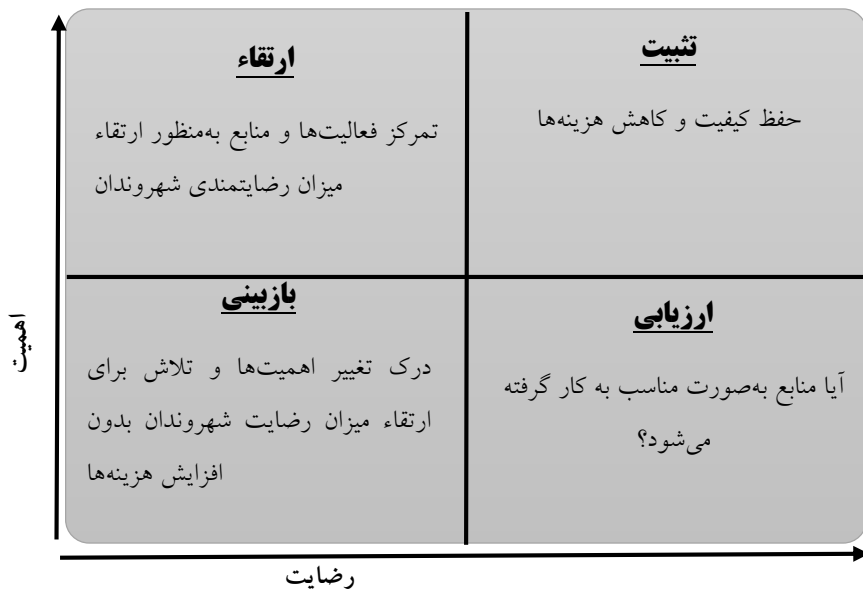 ارتقاء
تمرکز فعالیت‌ها و منابع به‌منظور ارتقاء
میزان رضایتمندی شهروندان
تثبیت
حفظ کیفیت و کاهش هزینه‌ها
بازبینی
درک تغییر اهمیت‌ها و تلاش برای
ارتقاء میزان رضایت شهروندان بدون
افزایش هزینه‌ها
ارزیابی
آیا منابع به‌صورت مناسب به کار گرفته
می‌شود؟
اهمیت
رضایت